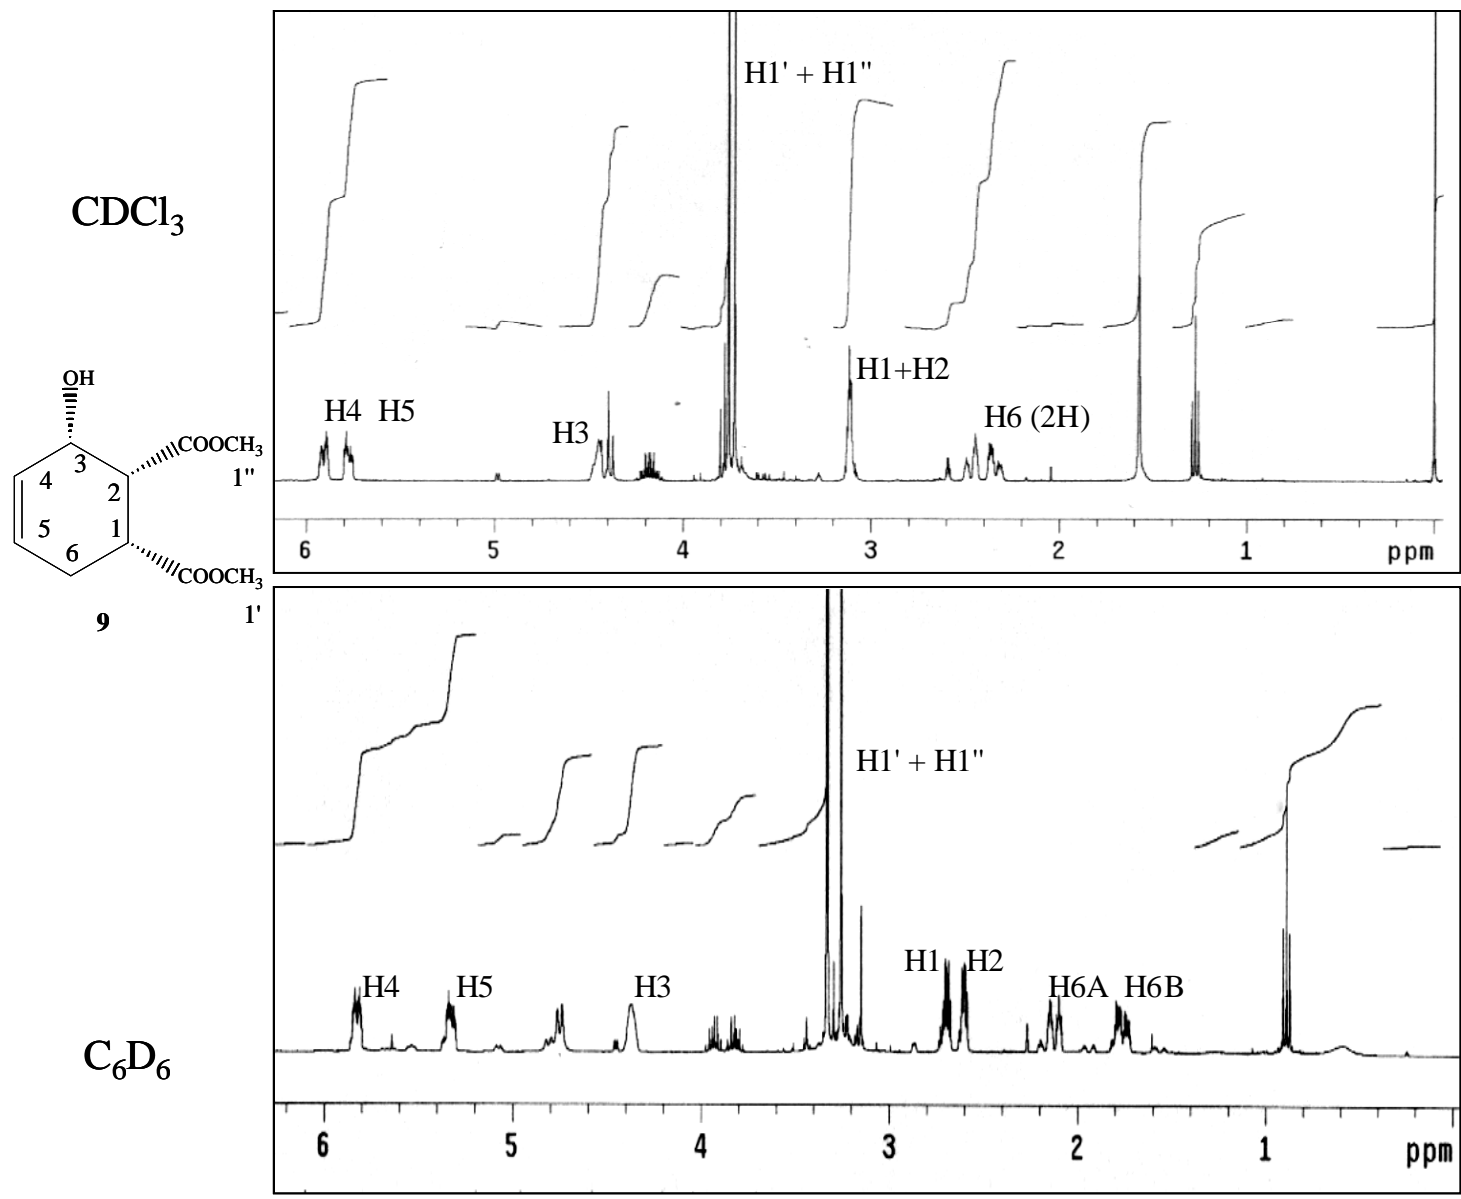 CDCl3
H1' + H1"
H1+H2
H6 (2H)
H4 H5
H3
6 5 4 3 2 1 ppm
OH
COOCH3
1"
3
4
2
5
1
6
COOCH3
1'
9
C6D6
H1' + H1"
H1 H2
H4 H5 H3 H6A H6B
6 5 4 3 2 1 ppm